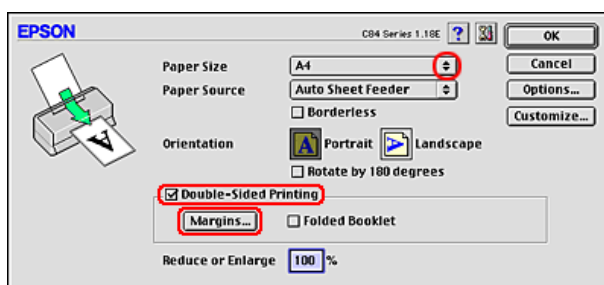 EPSON
C84 Series 1.18E ?
OK
Paper Size A4
Cancel
Paper Source Auto Sheet Feeder
Options...
Borderless
Customize...
Orientation A Portrait A Landscape
Rotate by 180 degrees
Double-Sided Printing
Margins... Folded Booklet
Reduce or Enlarge 100 %
A